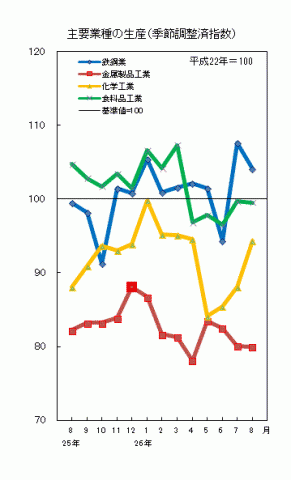 主要業種の生産（季節調整済指数）
平成22年＝100
鉄鋼業
金属製品工業
化学工業
食料品工業
基準値=100
120
110
100
90
80
70
8 9 10 11 12 1 2 3 4 5 6 7 8 月
25年 26年